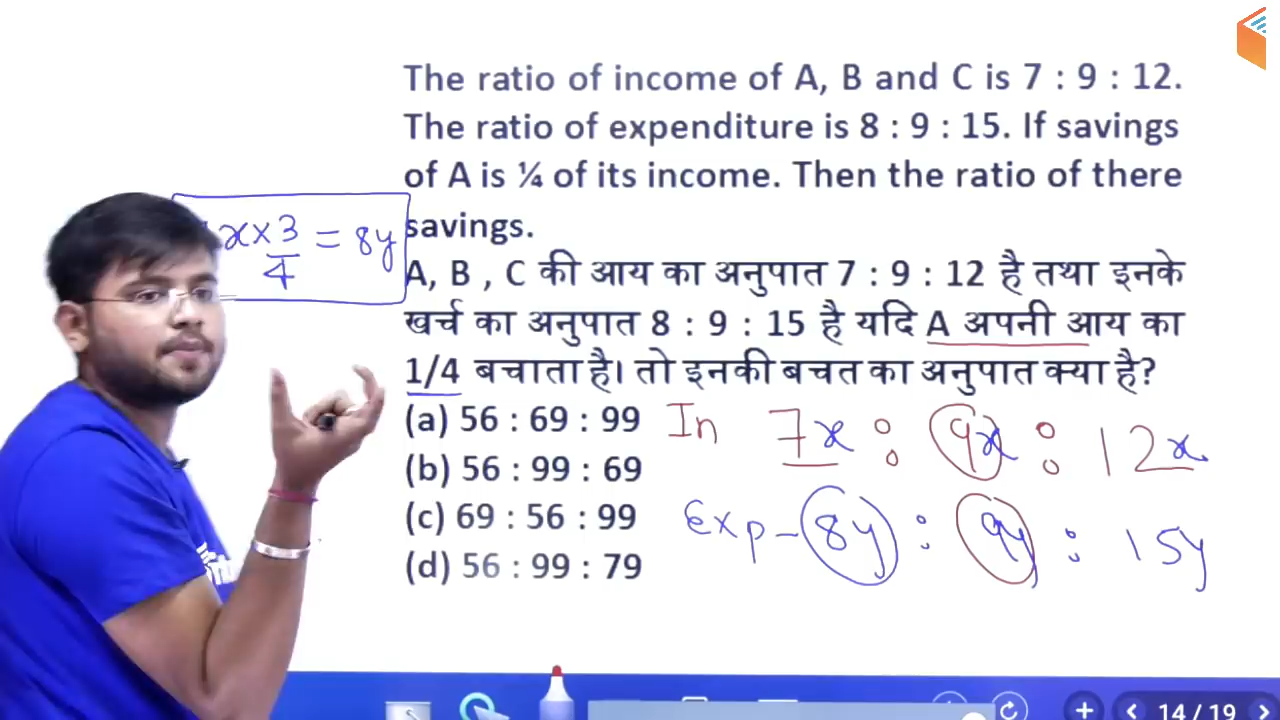 The ratio of income of A, B and C is 7 : 9 : 12.
The ratio of expenditure is 8 : 9 : 15. If savings
of A is ¼ of its income. Then the ratio of there
savings.
x × 3/4 = 8y
A, B , C की आय का अनुपात 7 : 9 : 12 है तथा इनके
खर्च का अनुपात 8 : 9 : 15 है यदि A अपनी आय का
1/4 बचाता है। तो इनकी बचत का अनुपात क्या है?
(a) 56 : 69 : 99
(b) 56 : 99 : 69
(c) 69 : 56 : 99
(d) 56 : 99 : 79
In 7x : 9x : 12x
Exp - 8y : 9y : 15y
14 / 19